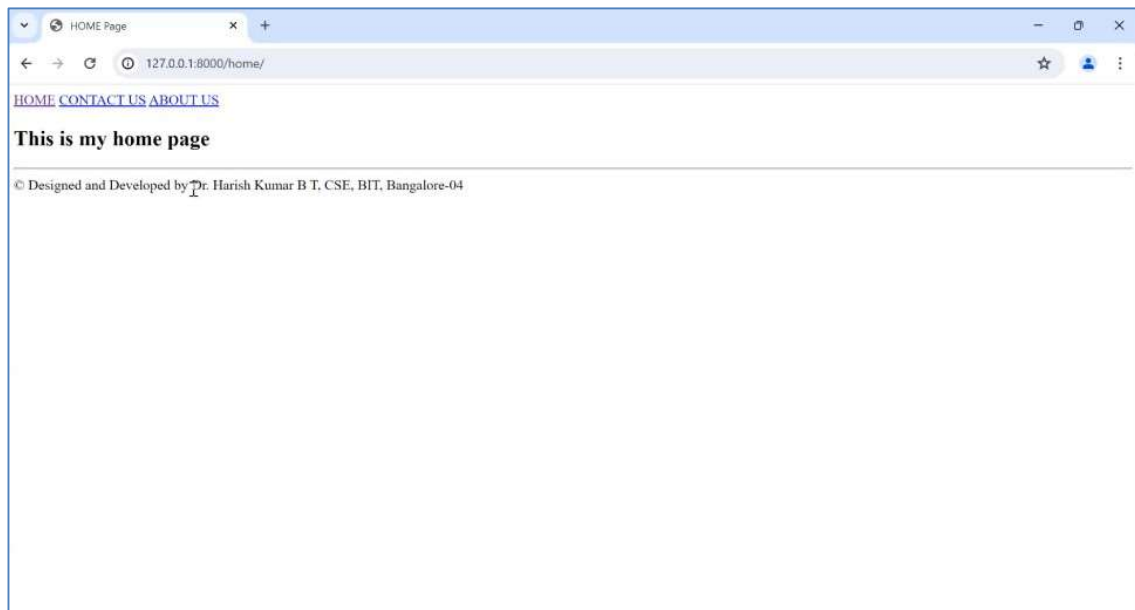 HOME Page
127.0.0.1:8000/home/
HOME CONTACT US ABOUT US
This is my home page
© Designed and Developed by Dr. Harish Kumar B T, CSE, BIT, Bangalore-04